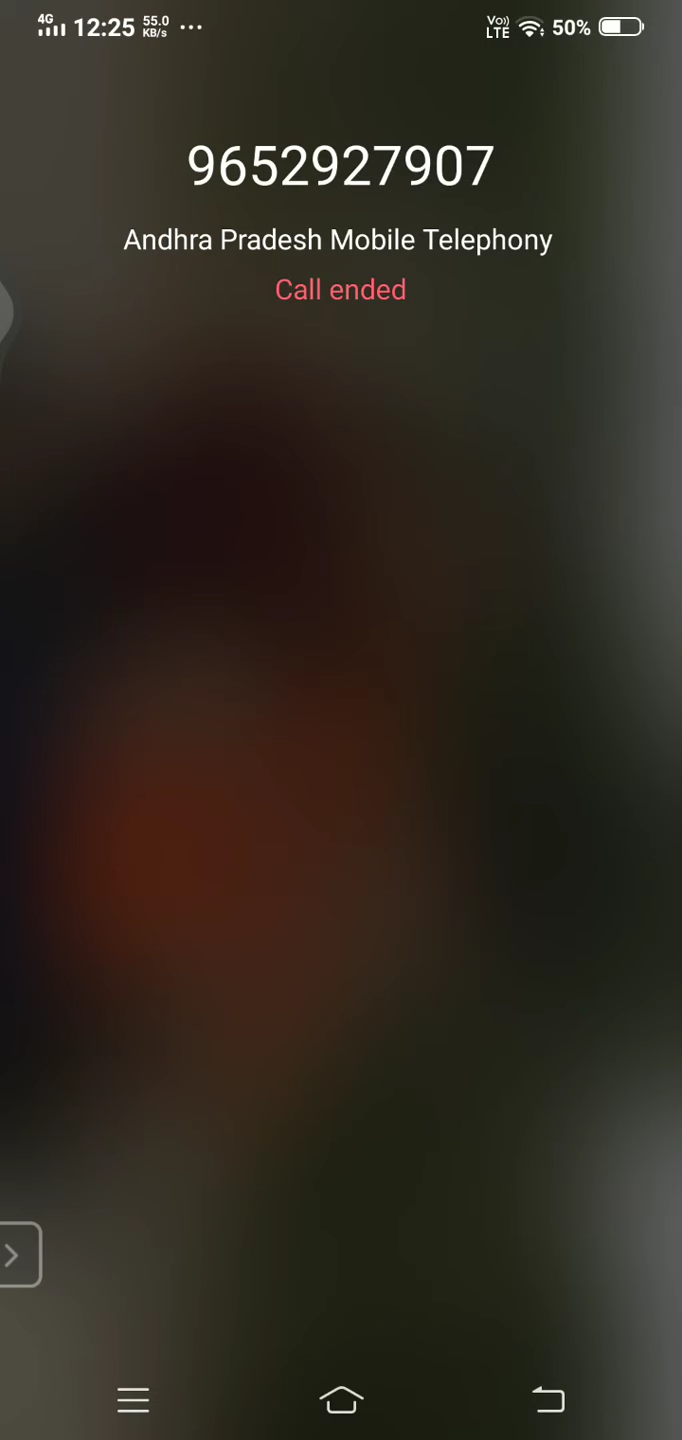 4G 12:25 55.0 KB/s ... Vo)) LTE 50%
9652927907
Andhra Pradesh Mobile Telephony
Call ended